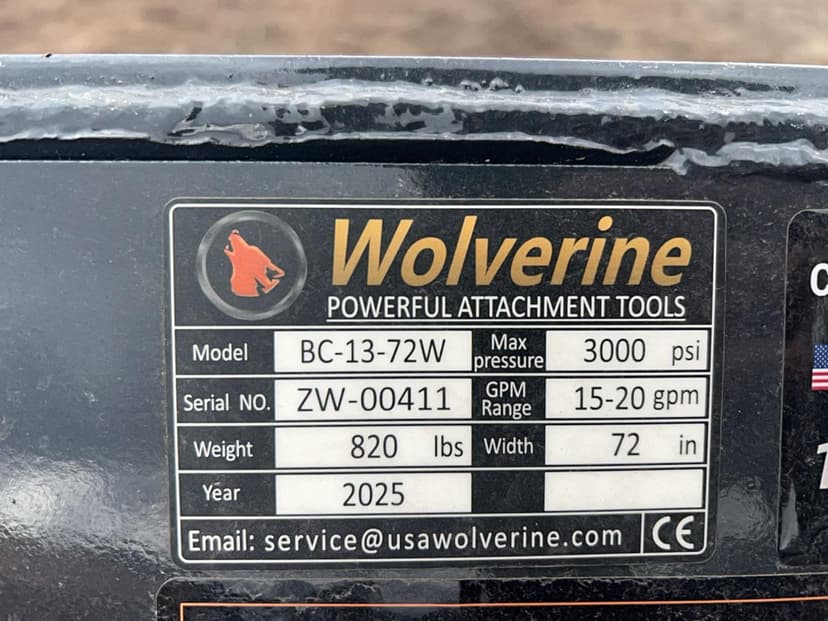 Wolverine
POWERFUL ATTACHMENT TOOLS
Model BC-13-72W Max pressure 3000 psi
Serial NO. ZW-00411 GPM Range 15-20 gpm
Weight 820 lbs Width 72 in
Year 2025
Email: service@usawolverine.com CE